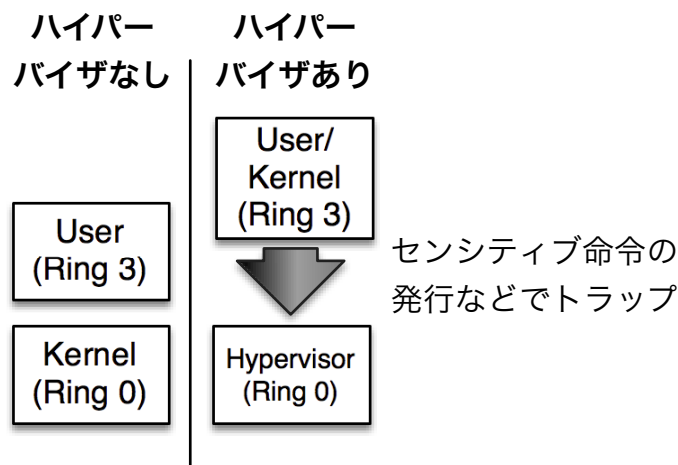 ハイパー
バイザなし
ハイパー
バイザあり
User
(Ring 3)
Kernel
(Ring 0)
User/
Kernel
(Ring 3)
Hypervisor
(Ring 0)
センシティブ命令の
発行などでトラップ